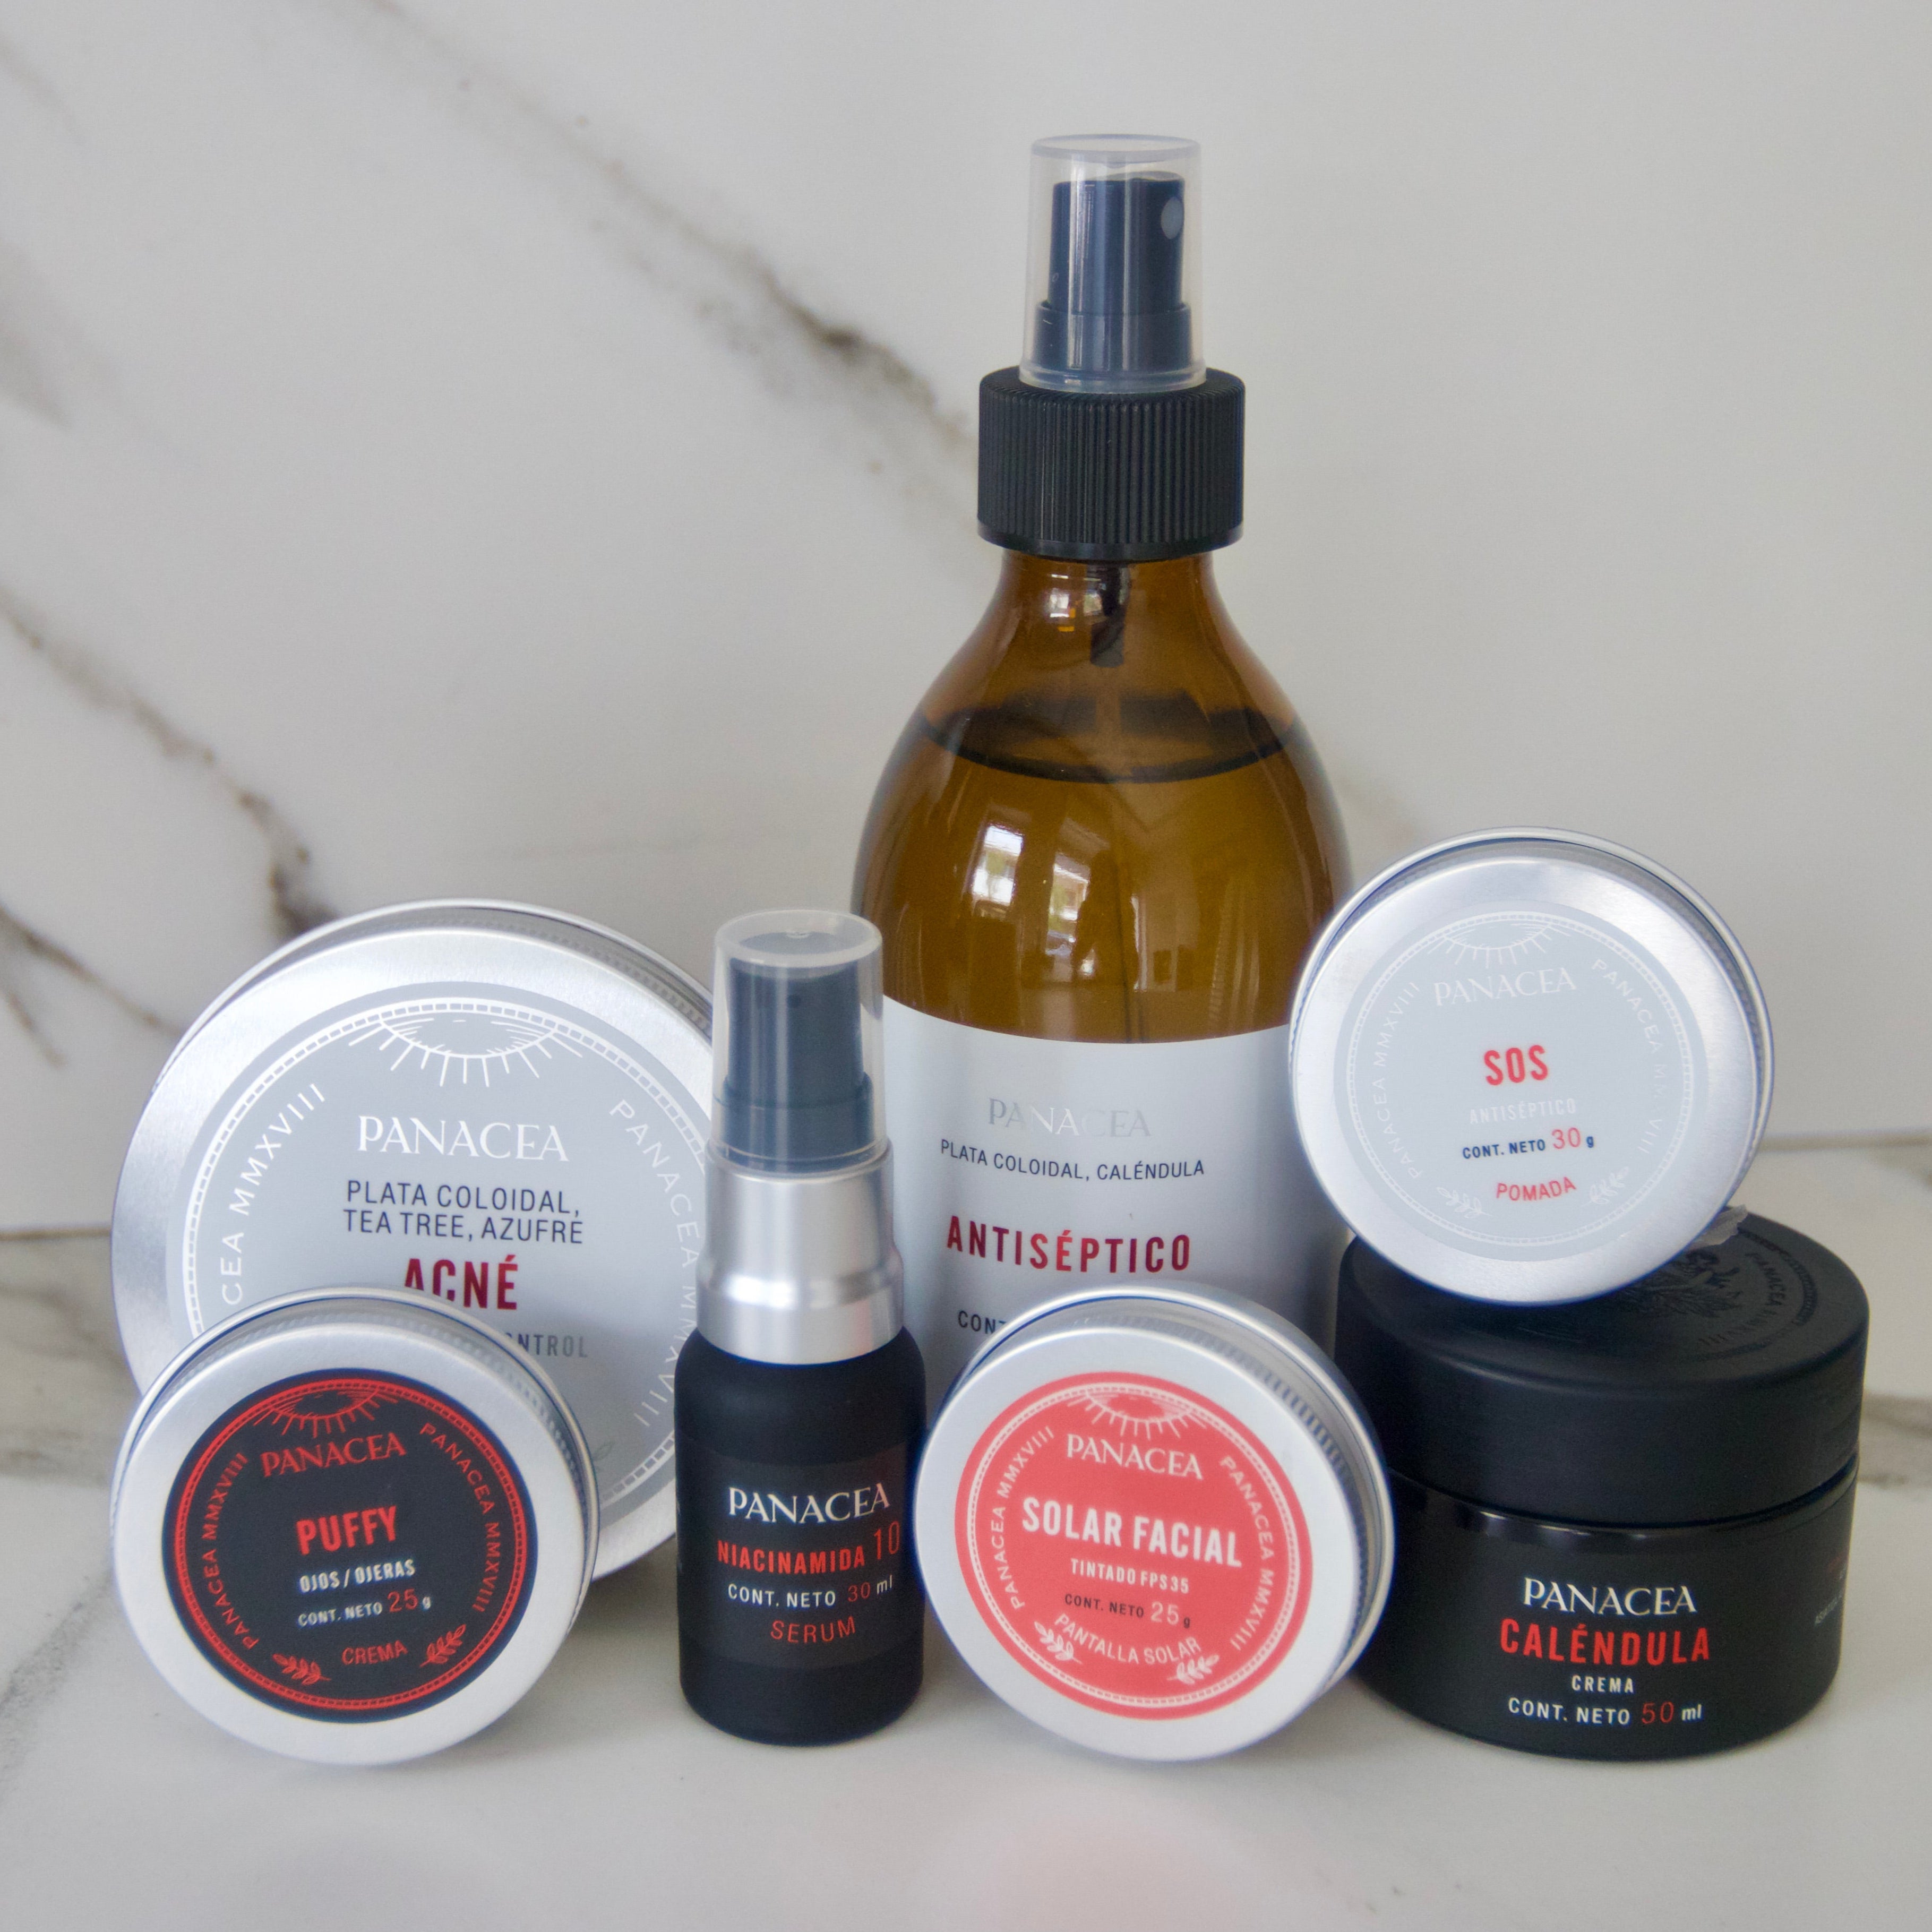 PANACEA
PLATA COLOIDAL,
TEA TREE, AZUFRE
ACNÉ
CEA MMXVIII
PANACEA MMXVIII
PANACEA
PLATA COLOIDAL, CALÉNDULA
ANTISÉPTICO
PANACEA
SOS
ANTISÉPTICO
CONT. NETO 30 g
POMADA
PANACEA MMXVIII
PANACEA
PUFFY
OJOS / OJERAS
CONT. NETO 25 g
CREMA
PANACEA MMXVIII
PANACEA MMXVIII
PANACEA
NIACINAMIDA 10
CONT. NETO 30 ml
SERUM
PANACEA
SOLAR FACIAL
TINTADO FPS35
CONT. NETO 25 g
PANTALLA SOLAR
PANACEA MMXVIII
PANACEA MMXVIII
PANACEA
CALÉNDULA
CREMA
CONT. NETO 50 ml